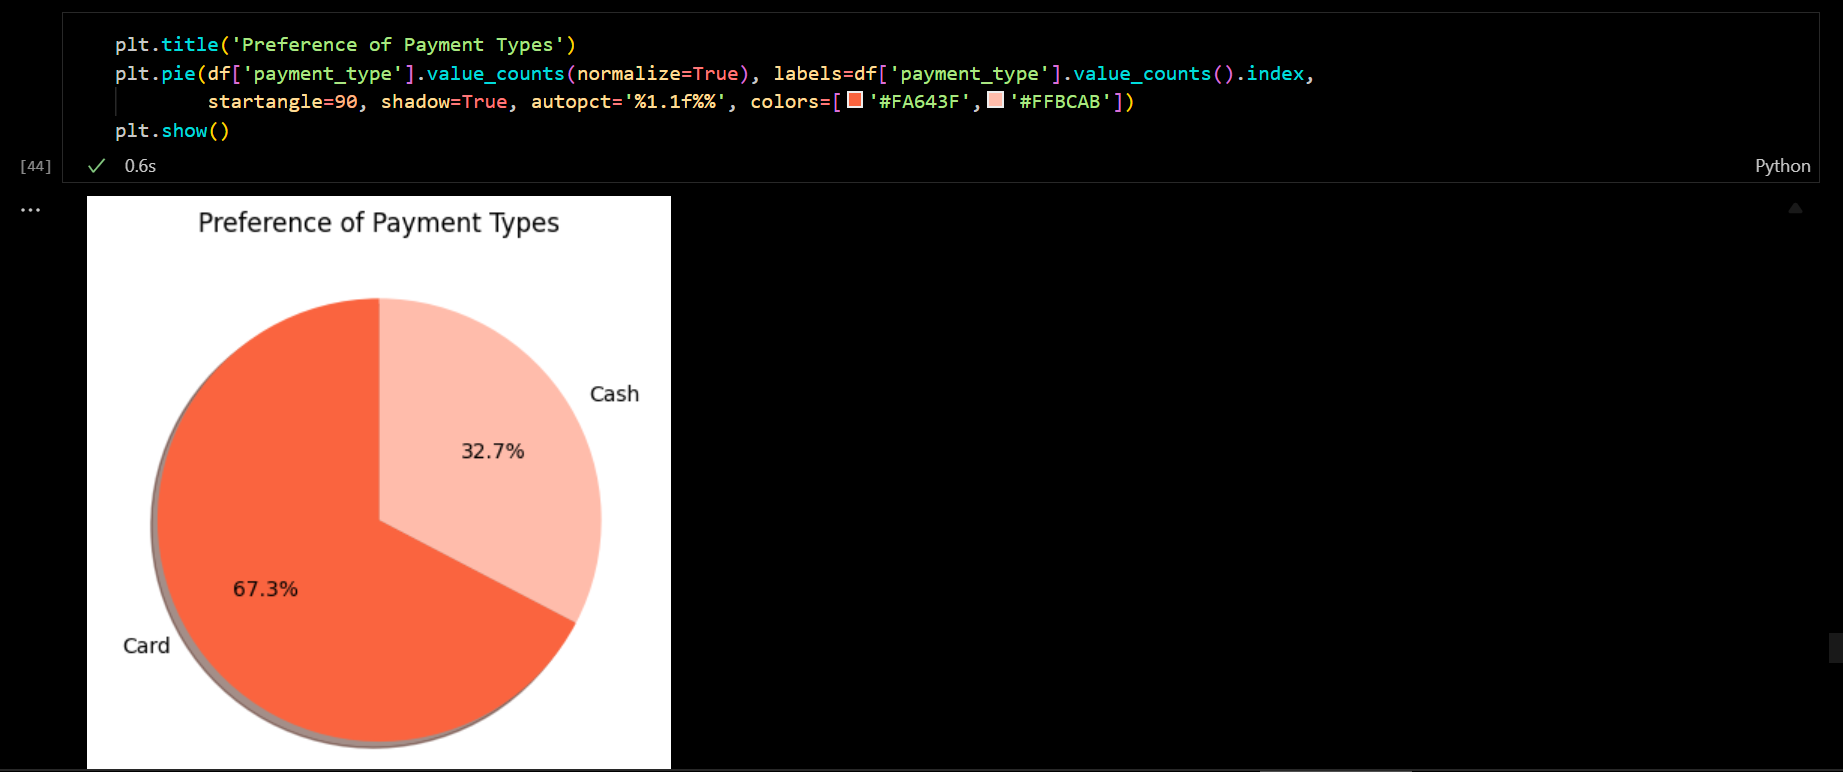 plt.title('Preference of Payment Types')
plt.pie(df['payment_type'].value_counts(normalize=True), labels=df['payment_type'].value_counts().index,
        startangle=90, shadow=True, autopct='%1.1f%%', colors=['#FA643F','#FFBCAB'])
plt.show()
[44]
0.6s
Python
...
Preference of Payment Types
Cash
32.7%
67.3%
Card